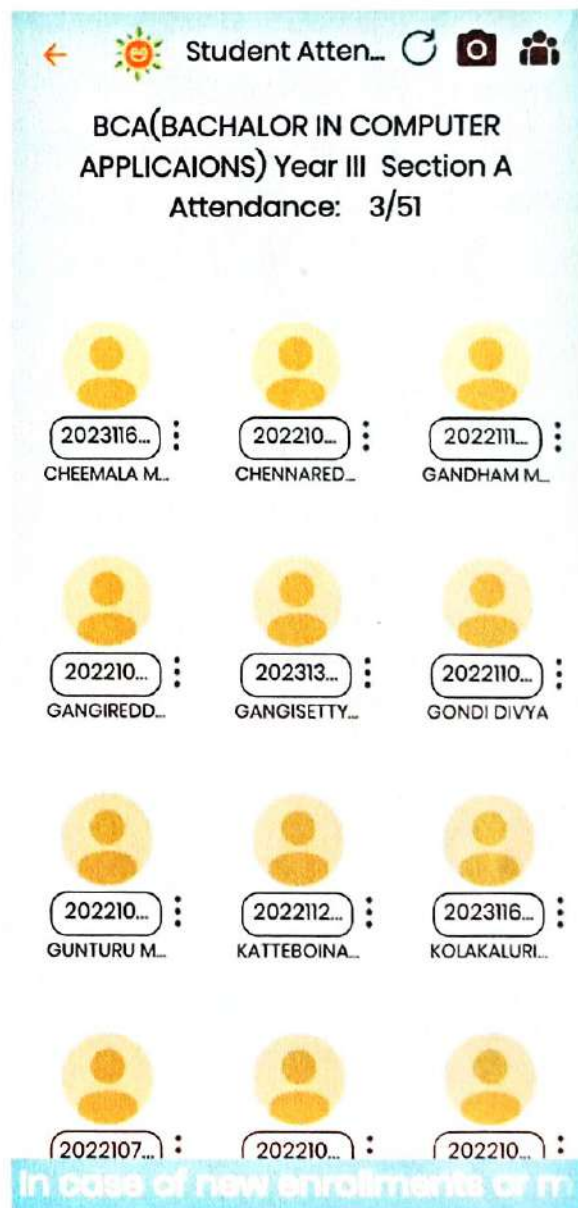 Student Atten...
BCA(BACHALOR IN COMPUTER
APPLICAIONS) Year III Section A
Attendance: 3/51
2023116... 202210... 2022111...
CHEEMALA M... CHENNARED... GANDHAM M...
202210... 202313... 2022110...
GANGIREDD... GANGISETTY... GONDI DIVYA
202210... 2022112... 2023116...
GUNTURU M... KATTEBOINA... KOLAKALURI...
2022107... 202210... 202210...
In case of new enrollments or m